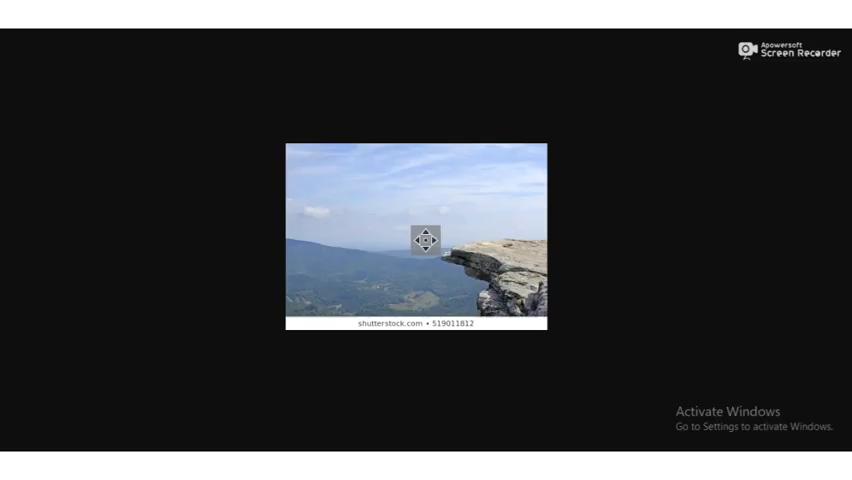 Apowersoft
Screen Recorder
shutterstock.com • 519011812
Activate Windows
Go to Settings to activate Windows.